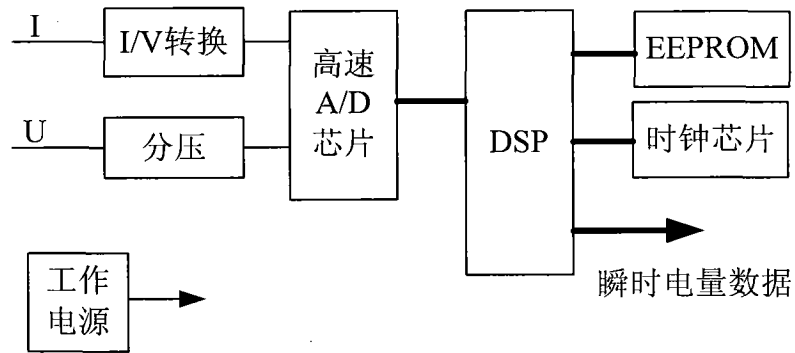 I
I/V转换
U
分压
高速
A/D
芯片
DSP
EEPROM
时钟芯片
瞬时电量数据
工作
电源